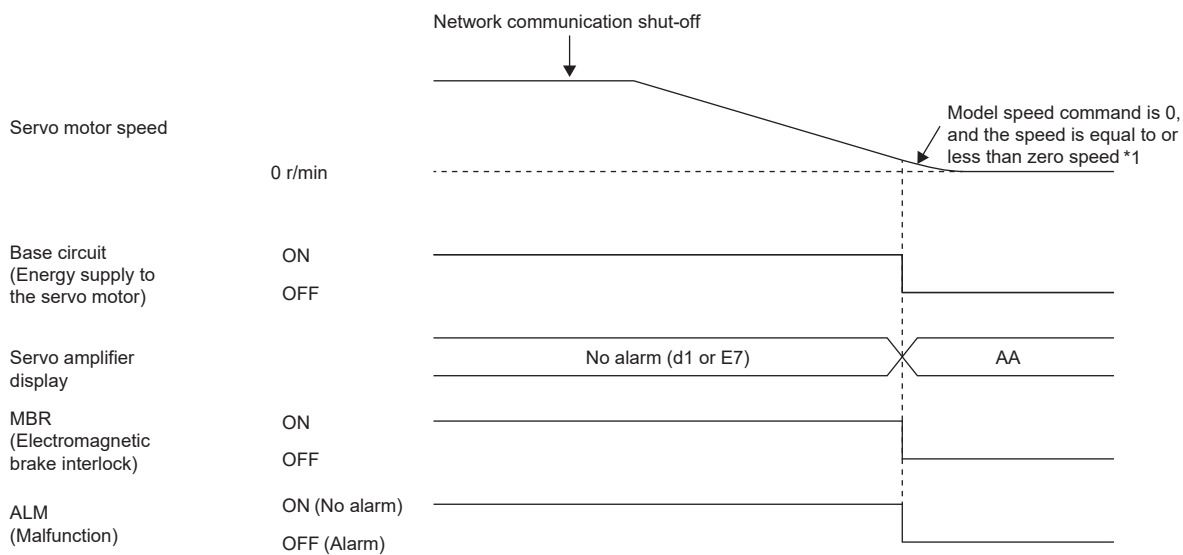 Network communication shut-off
Servo motor speed
0 r/min
Model speed command is 0,
and the speed is equal to or
less than zero speed *1
Base circuit
(Energy supply to
the servo motor)
ON
OFF
Servo amplifier
display
No alarm (d1 or E7)
AA
MBR
(Electromagnetic
brake interlock)
ON
OFF
ALM
(Malfunction)
ON (No alarm)
OFF (Alarm)